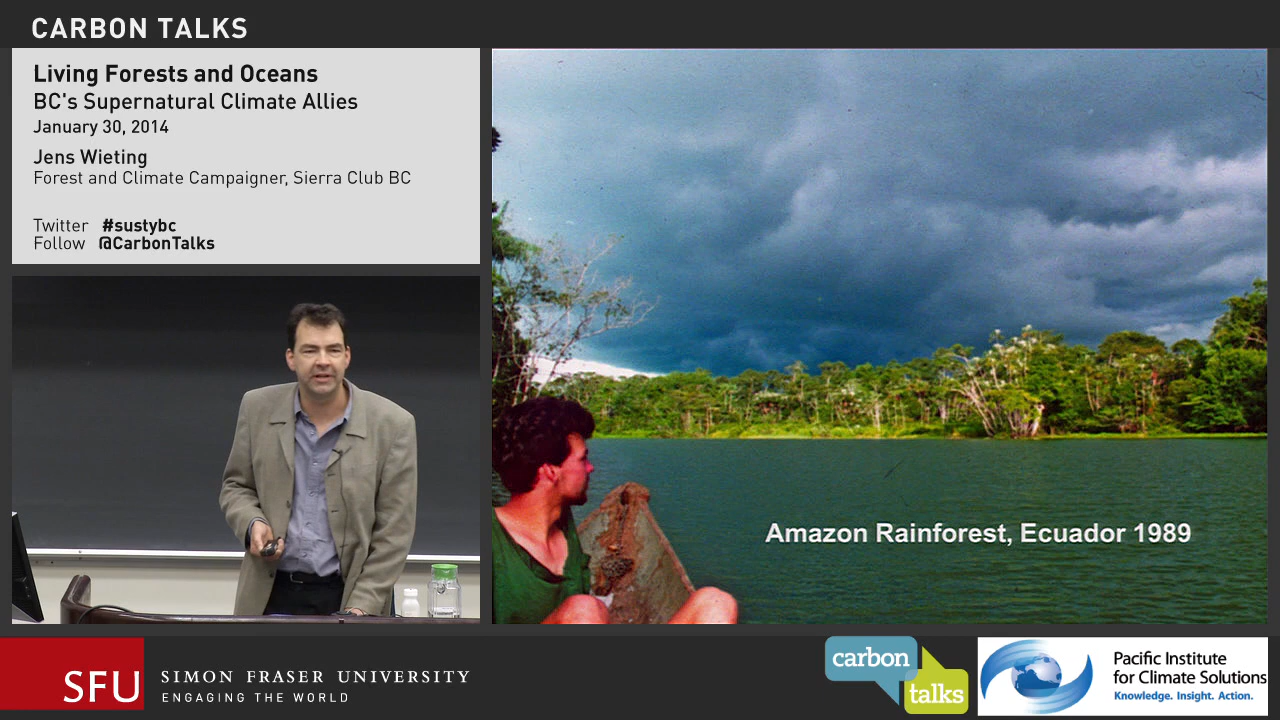 CARBON TALKS
Living Forests and Oceans
BC's Supernatural Climate Allies
January 30, 2014
Jens Wieting
Forest and Climate Campaigner, Sierra Club BC
Twitter #sustybc
Follow @CarbonTalks
Amazon Rainforest, Ecuador 1989
SFU
SIMON FRASER UNIVERSITY
ENGAGING THE WORLD
carbon
talks
Pacific Institute
for Climate Solutions
Knowledge. Insight. Action.